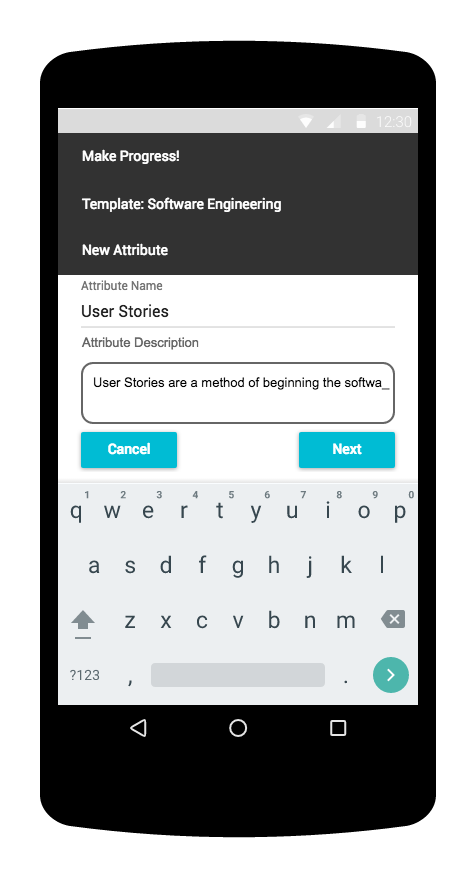 12:30
Make Progress!
Template: Software Engineering
New Attribute
Attribute Name
User Stories
Attribute Description
User Stories are a method of beginning the softwa_
Cancel Next
1 2 3 4 5 6 7 8 9 0
q w e r t y u i o p
a s d f g h j k l
z x c v b n m
?123 , .